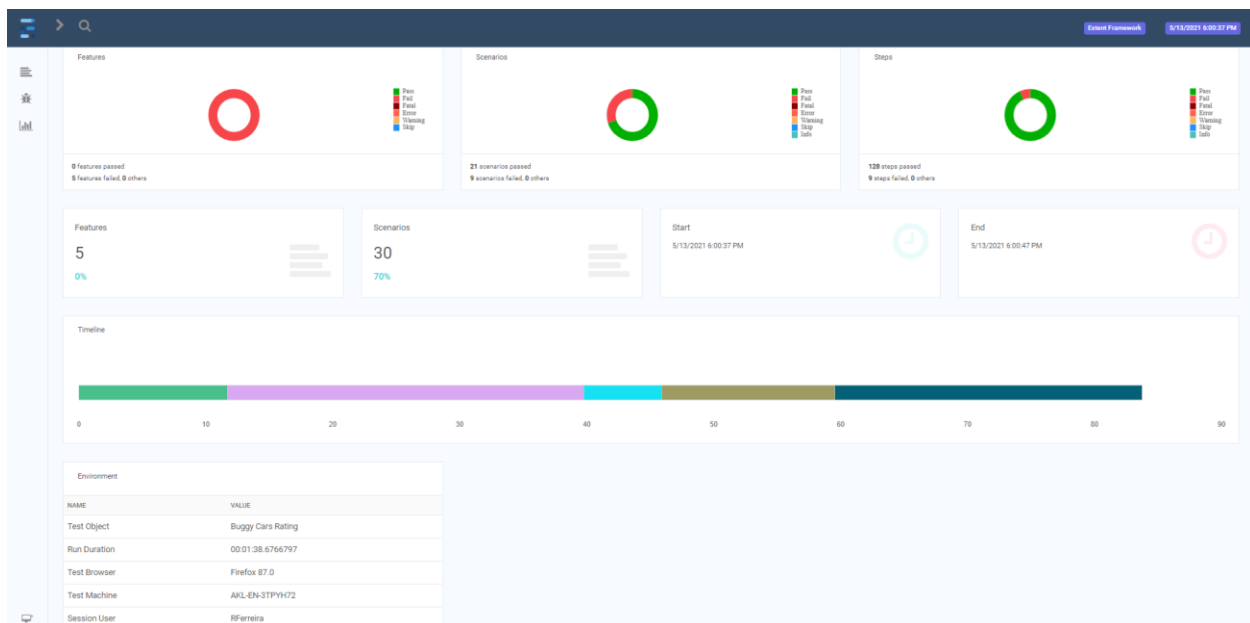 Extent Framework 5/13/2021 6:00:37 PM
Features
Pass
Fail
Fatal
Error
Warning
Skip
0 features passed
5 features failed, 0 others
Scenarios
Pass
Fail
Fatal
Error
Warning
Skip
Info
21 scenarios passed
9 scenarios failed, 0 others
Steps
Pass
Fail
Fatal
Error
Warning
Skip
Info
128 steps passed
9 steps failed, 0 others
Features
5
0%
Scenarios
30
70%
Start
5/13/2021 6:00:37 PM
End
5/13/2021 6:00:47 PM
Timeline
0 10 20 30 40 50 60 70 80 90
Environment
NAME VALUE
Test Object Buggy Cars Rating
Run Duration 00:01:38.6766797
Test Browser Firefox 87.0
Test Machine AKL-EN-3TPYH72
Session User RFerreira